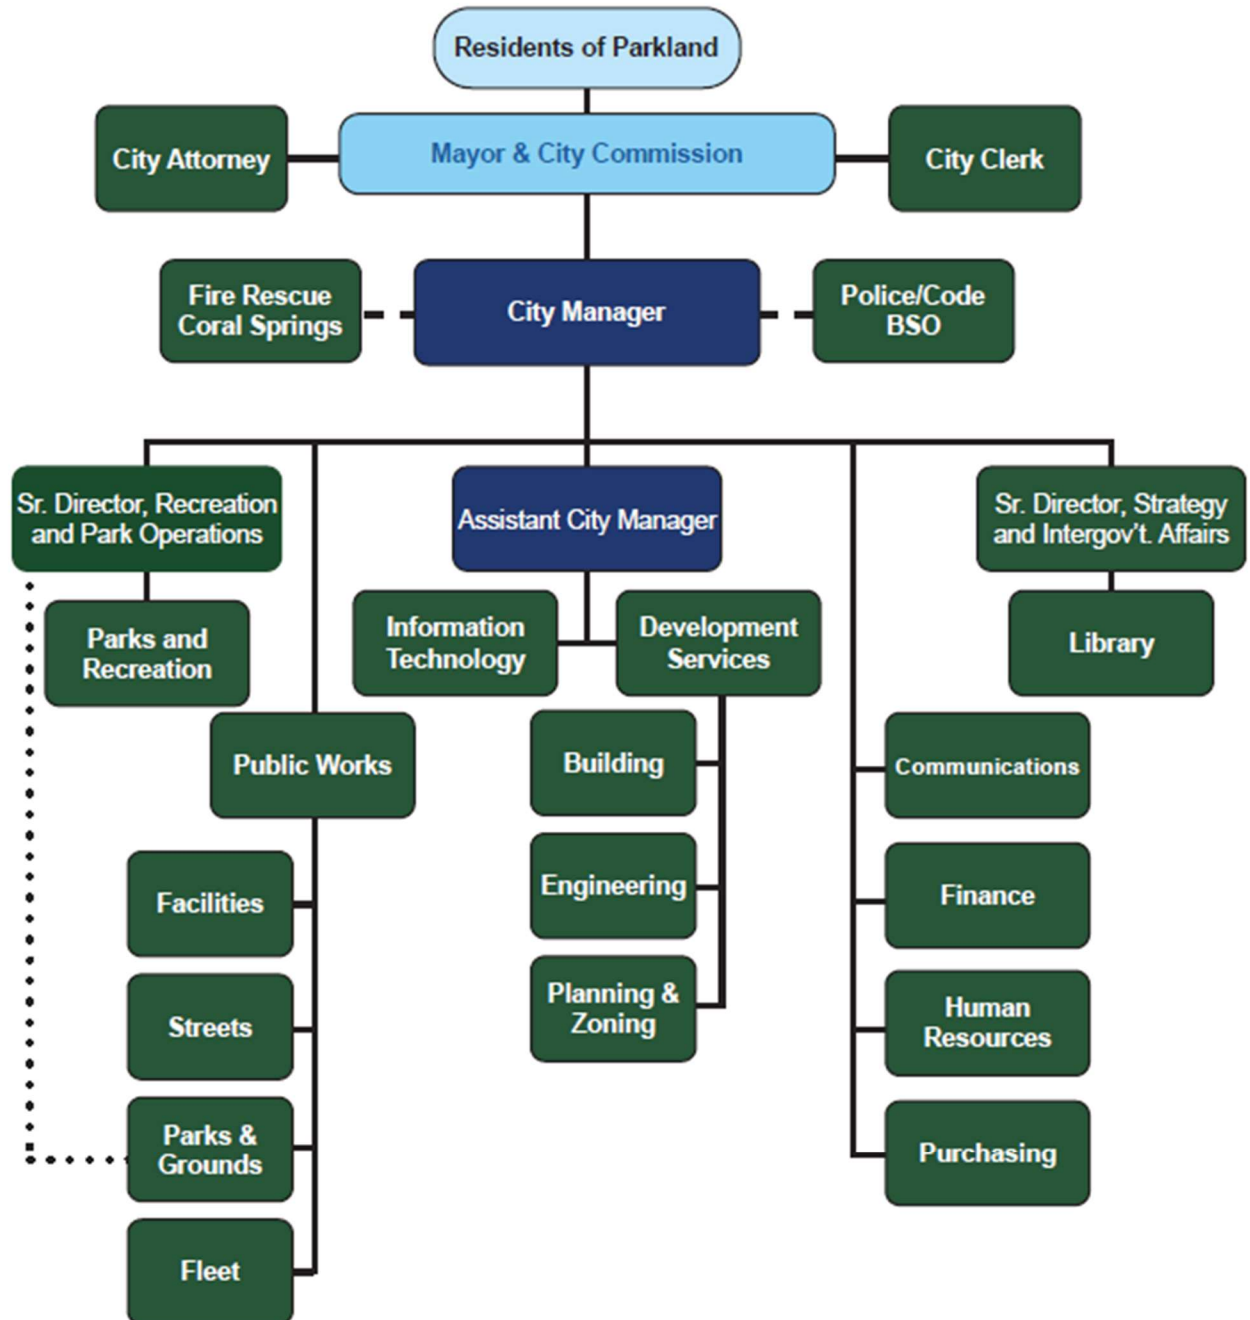 Residents of Parkland
City Attorney
Mayor & City Commission
City Clerk
Fire Rescue
Coral Springs
City Manager
Police/Code
BSO
Sr. Director, Recreation
and Park Operations
Assistant City Manager
Sr. Director, Strategy
and Intergov't. Affairs
Parks and
Recreation
Information
Technology
Development
Services
Library
Public Works
Building
Communications
Facilities
Engineering
Finance
Streets
Planning &
Zoning
Human
Resources
Parks &
Grounds
Purchasing
Fleet